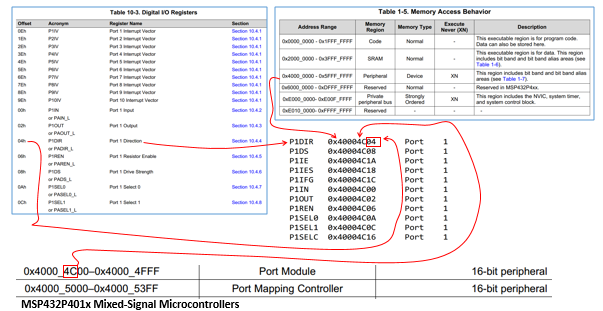 Table 10-3. Digital I/O Registers
Offset Acronym Register Name Section
0Eh P1IV Port 1 Interrupt Vector Section 10.4.1
1Eh P2IV Port 2 Interrupt Vector Section 10.4.1
2Eh P3IV Port 3 Interrupt Vector Section 10.4.1
3Eh P4IV Port 4 Interrupt Vector Section 10.4.1
4Eh P5IV Port 5 Interrupt Vector Section 10.4.1
5Eh P6IV Port 6 Interrupt Vector Section 10.4.1
6Eh P7IV Port 7 Interrupt Vector Section 10.4.1
7Eh P8IV Port 8 Interrupt Vector Section 10.4.1
8Eh P9IV Port 9 Interrupt Vector Section 10.4.1
9Eh P10IV Port 10 Interrupt Vector Section 10.4.1
00h P1IN Port 1 Input Section 10.4.2
or PAIN_L
02h P1OUT Port 1 Output Section 10.4.3
or PAOUT_L
04h P1DIR Port 1 Direction Section 10.4.4
or PADIR_L
06h P1REN Port 1 Resistor Enable Section 10.4.5
or PAREN_L
08h P1DS Port 1 Drive Strength Section 10.4.6
or PADS_L
0Ah P1SEL0 Port 1 Select 0 Section 10.4.7
or PASEL0_L
0Ch P1SEL1 Port 1 Select 1 Section 10.4.8
or PASEL1_L
Table 1-5. Memory Access Behavior
Address Range Memory Region Memory Type Execute Never (XN) Description
0x0000_0000 - 0x1FFF_FFFF Code Normal - This executable region is for program code. Data can also be stored here.
0x2000_0000 - 0x3FFF_FFFF SRAM Normal - This executable region is for data. This region includes bit band and bit band alias areas (see Table 1-6).
0x4000_0000 - 0x5FFF_FFFF Peripheral Device XN This region includes bit band and bit band alias areas (see Table 1-7).
0x6000_0000 - 0xDFFF_FFFF Reserved Normal - Reserved in MSP432P4xx.
0xE000_0000- 0xE00F_FFFF Private peripheral bus Strongly Ordered XN This region includes the NVIC, system timer, and system control block.
0xE010_0000- 0xFFFF_FFFF Reserved - - -
P1DIR 0x40004C04 Port 1
P1DS 0x40004C08 Port 1
P1IE 0x40004C1A Port 1
P1IES 0x40004C18 Port 1
P1IFG 0x40004C1C Port 1
P1IN 0x40004C00 Port 1
P1OUT 0x40004C02 Port 1
P1REN 0x40004C06 Port 1
P1SEL0 0x40004C0A Port 1
P1SEL1 0x40004C0C Port 1
P1SELC 0x40004C16 Port 1
0x4000_4C00–0x4000_4FFF Port Module 16-bit peripheral
0x4000_5000–0x4000_53FF Port Mapping Controller 16-bit peripheral
MSP432P401x Mixed-Signal Microcontrollers